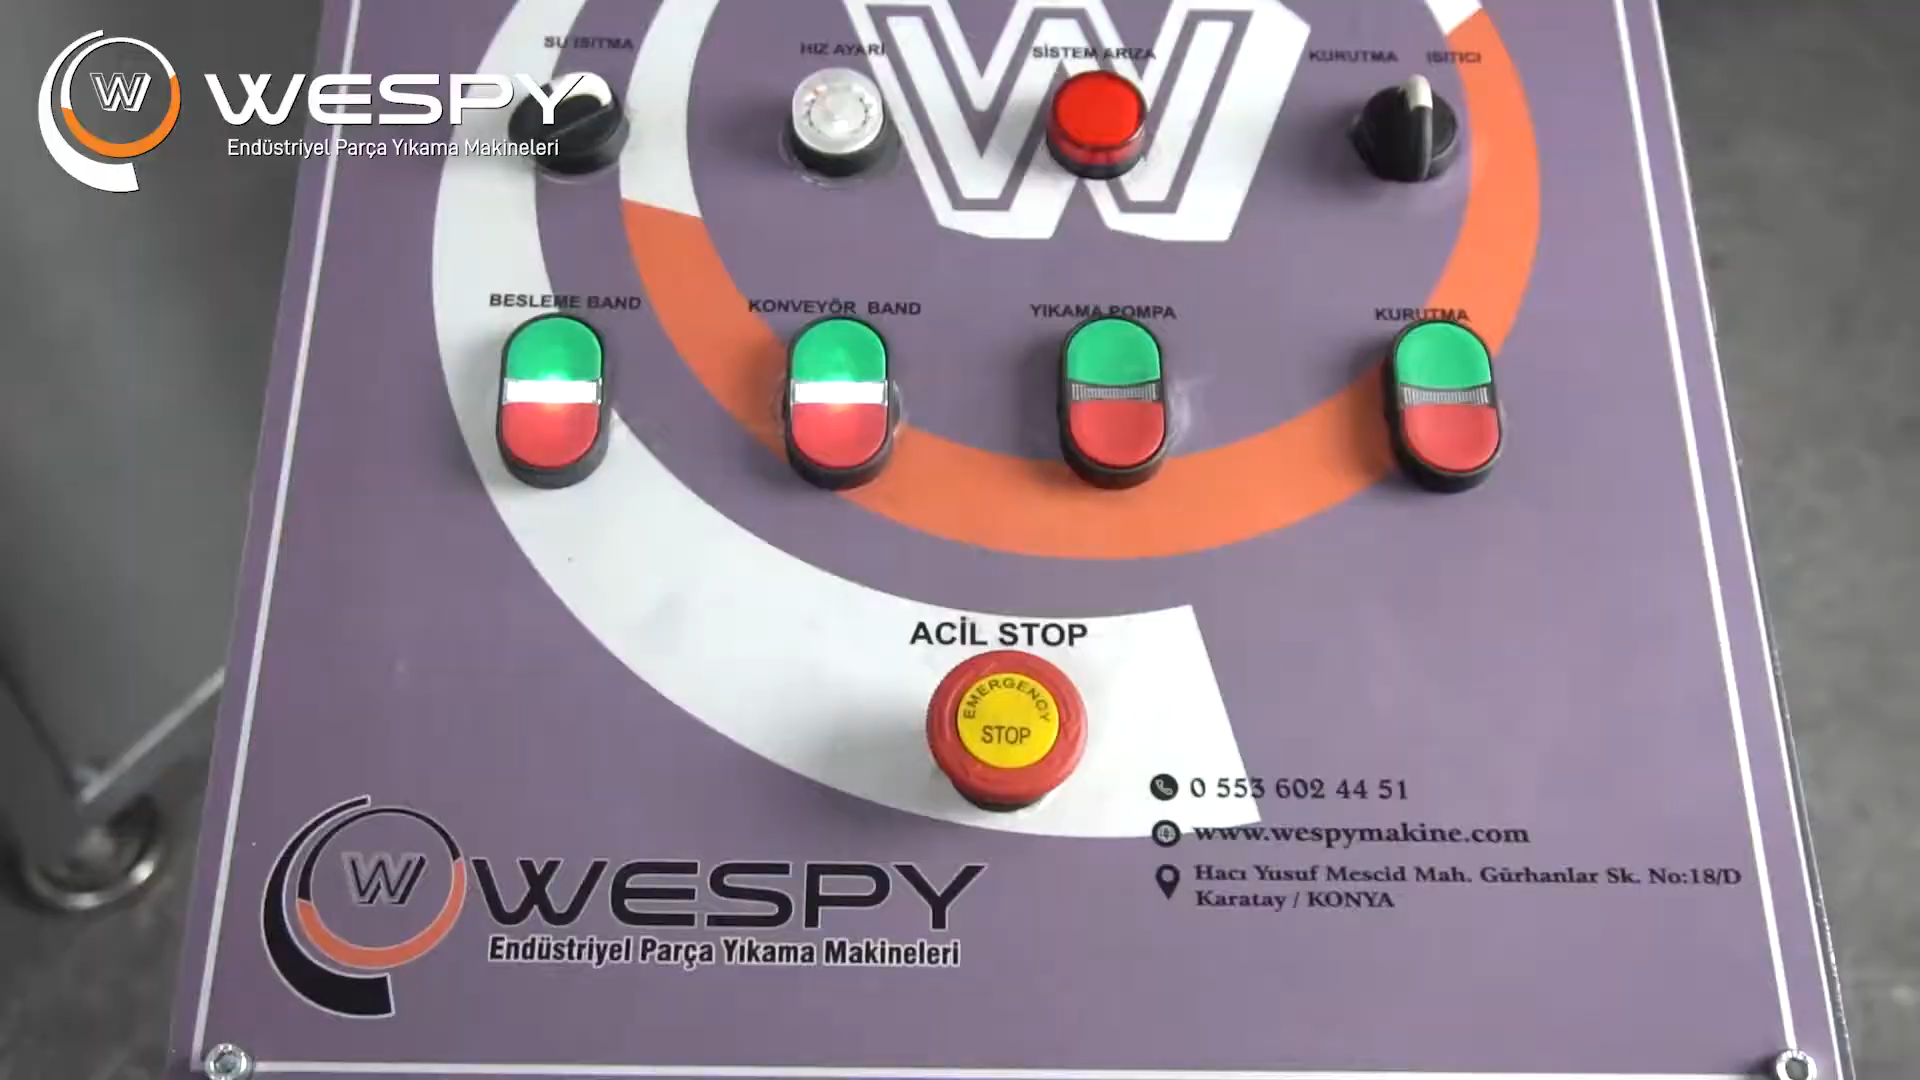 WESPY
Endüstriyel Parça Yıkama Makineleri
SU ISITMA
HIZ AYARI
SİSTEM ARIZA
KURUTMA ISITICI
W
BESLEME BAND
KONVEYÖR BAND
YIKAMA POMPA
KURUTMA
ACİL STOP
EMERGENCY
STOP
0 553 602 44 51
www.wespymakine.com
Hacı Yusuf Mescid Mah. Gürhanlar Sk. No:18/D
Karatay / KONYA
W WESPY
Endüstriyel Parça Yıkama Makineleri